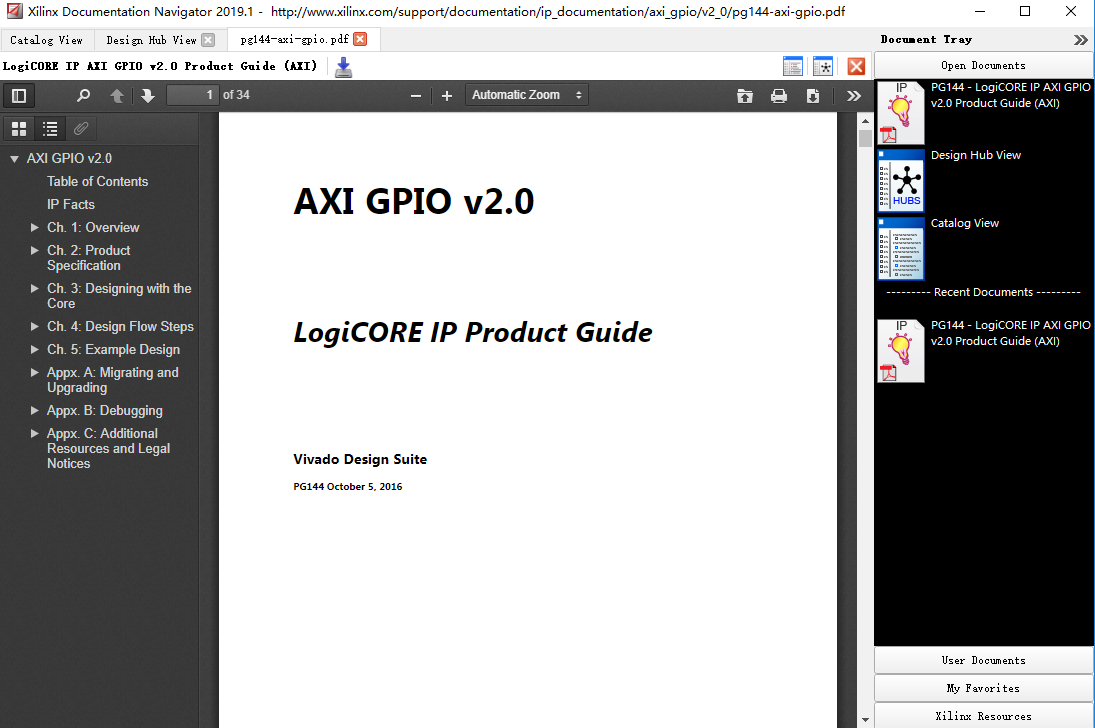 Xilinx Documentation Navigator 2019.1 - http://www.xilinx.com/support/documentation/ip_documentation/axi_gpio/v2_0/pg144-axi-gpio.pdf
Catalog View
Design Hub View
pg144-axi-gpio.pdf
LogiCORE IP AXI GPIO v2.0 Product Guide (AXI)
1 of 34
Automatic Zoom
AXI GPIO v2.0
Table of Contents
IP Facts
Ch. 1: Overview
Ch. 2: Product
Specification
Ch. 3: Designing with the
Core
Ch. 4: Design Flow Steps
Ch. 5: Example Design
Appx. A: Migrating and
Upgrading
Appx. B: Debugging
Appx. C: Additional
Resources and Legal
Notices
AXI GPIO v2.0
LogiCORE IP Product Guide
Vivado Design Suite
PG144 October 5, 2016
Document Tray
Open Documents
IP
PG144 - LogiCORE IP AXI GPIO
v2.0 Product Guide (AXI)
Design Hub View
HUBS
Catalog View
--------- Recent Documents ---------
IP
PG144 - LogiCORE IP AXI GPIO
v2.0 Product Guide (AXI)
User Documents
My Favorites
Xilinx Resources